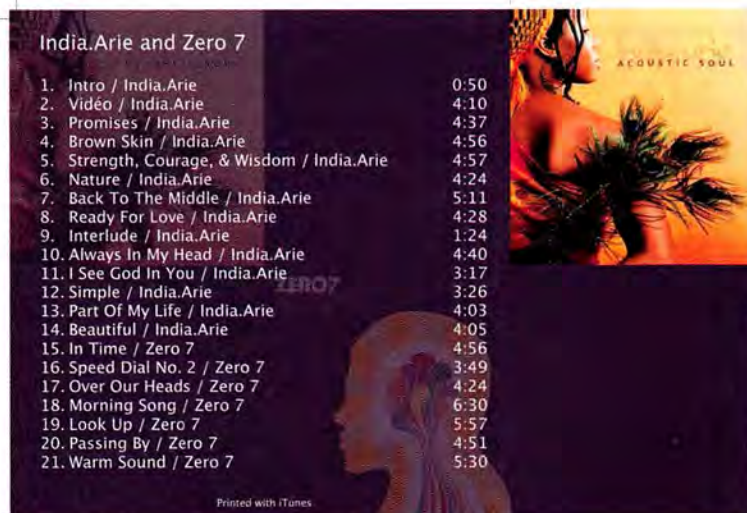 India.Arie and Zero 7
1. Intro / India.Arie 0:50
2. Vidéo / India.Arie 4:10
3. Promises / India.Arie 4:37
4. Brown Skin / India.Arie 4:56
5. Strength, Courage, & Wisdom / India.Arie 4:57
6. Nature / India.Arie 4:24
7. Back To The Middle / India.Arie 5:11
8. Ready For Love / India.Arie 4:28
9. Interlude / India.Arie 1:24
10. Always In My Head / India.Arie 4:40
11. I See God In You / India.Arie 3:17
12. Simple / India.Arie 3:26
13. Part Of My Life / India.Arie 4:03
14. Beautiful / India.Arie 4:05
15. In Time / Zero 7 4:56
16. Speed Dial No. 2 / Zero 7 3:49
17. Over Our Heads / Zero 7 4:24
18. Morning Song / Zero 7 6:30
19. Look Up / Zero 7 5:57
20. Passing By / Zero 7 4:51
21. Warm Sound / Zero 7 5:30
Printed with iTunes
ZERO7
ACOUSTIC SOUL